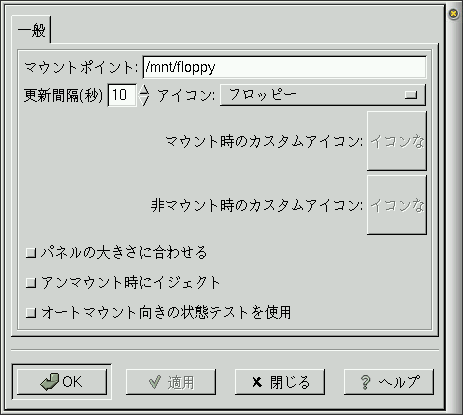 一般
マウントポイント: /mnt/floppy
更新間隔(秒) 10 アイコン: フロッピー
マウント時のカスタムアイコン: イコンな
非マウント時のカスタムアイコン: イコンな
パネルの大きさに合わせる
アンマウント時にイジェクト
オートマウント向きの状態テストを使用
OK 適用 閉じる ヘルプ